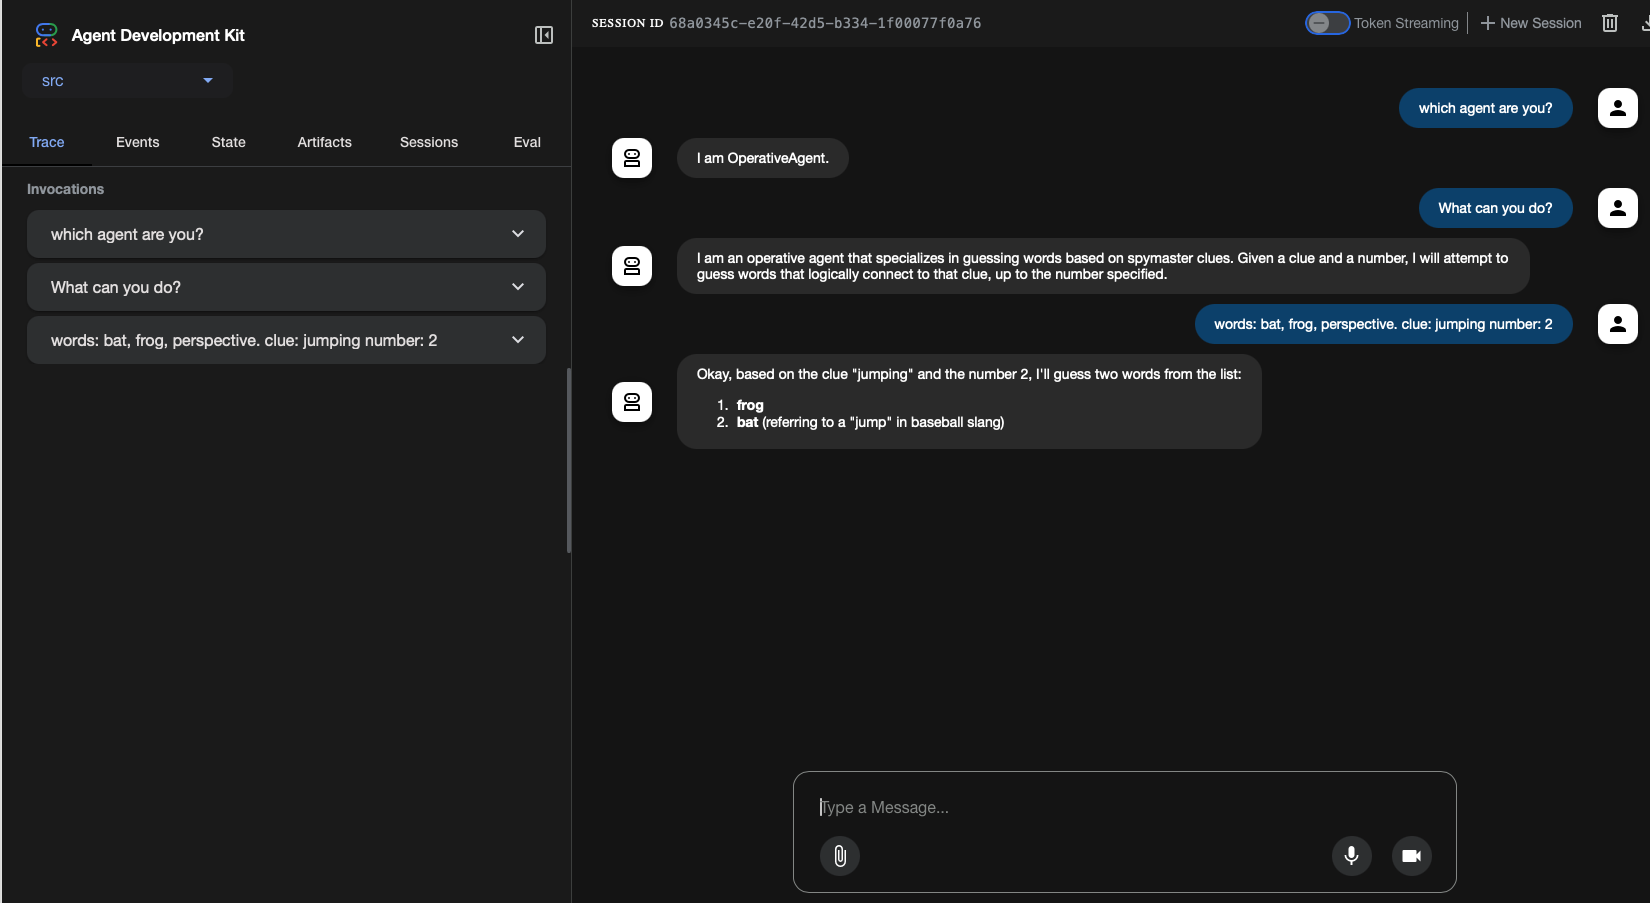 Agent Development Kit
src
Trace Events State Artifacts Sessions Eval
Invocations
which agent are you?
What can you do?
words: bat, frog, perspective. clue: jumping number: 2
SESSION ID 68a0345c-e20f-42d5-b334-1f00077f0a76
Token Streaming
New Session
which agent are you?
I am OperativeAgent.
What can you do?
I am an operative agent that specializes in guessing words based on spymaster clues. Given a clue and a number, I will attempt to
guess words that logically connect to that clue, up to the number specified.
words: bat, frog, perspective. clue: jumping number: 2
Okay, based on the clue "jumping" and the number 2, I'll guess two words from the list:
1. frog
2. bat (referring to a "jump" in baseball slang)
Type a Message...